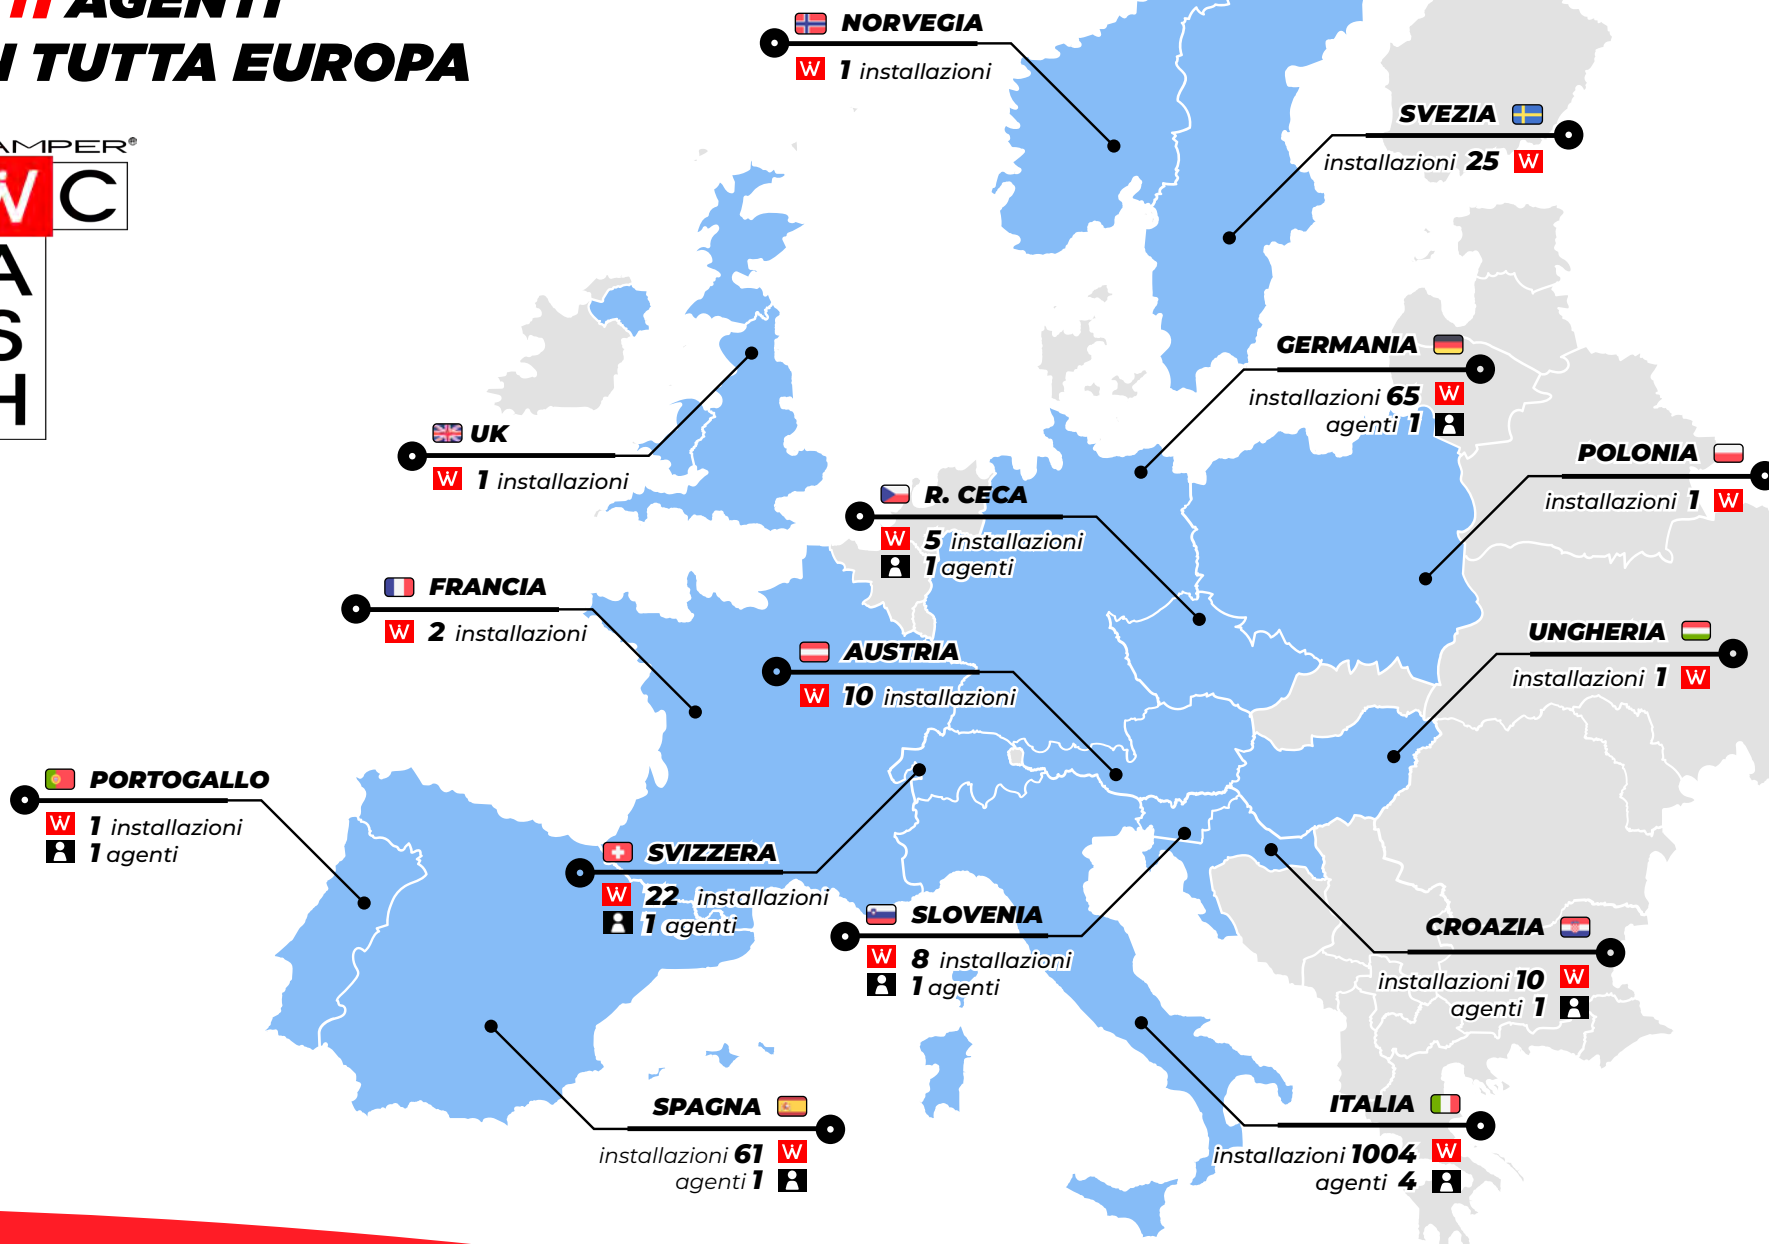 11 AGENTI
N TUTTA EUROPA
AMPER®
W C
A
S
H
NORVEGIA
1 installazioni
SVEZIA
installazioni 25
GERMANIA
installazioni 65
agenti 1
UK
1 installazioni
POLONIA
installazioni 1
R. CECA
5 installazioni
1 agenti
FRANCIA
2 installazioni
UNGHERIA
installazioni 1
AUSTRIA
10 installazioni
PORTOGALLO
1 installazioni
1 agenti
SVIZZERA
22 installazioni
1 agenti
SLOVENIA
8 installazioni
1 agenti
CROAZIA
installazioni 10
agenti 1
SPAGNA
installazioni 61
agenti 1
ITALIA
installazioni 1004
agenti 4